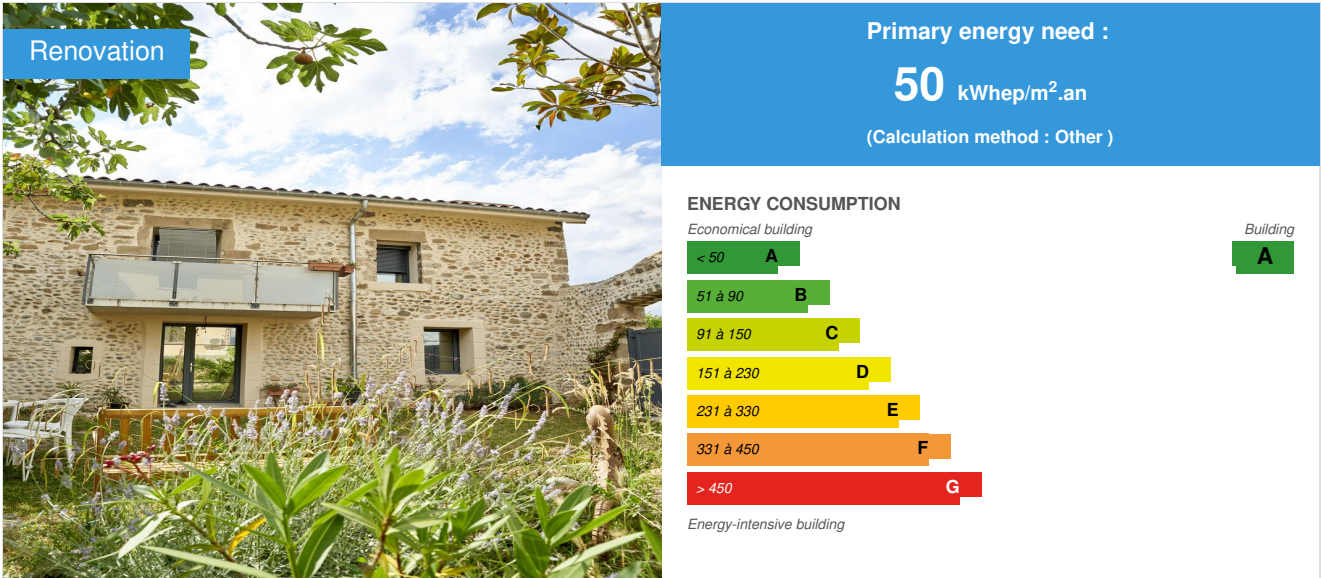 Renovation
Primary energy need :
50 kWhep/m².an
(Calculation method : Other )
ENERGY CONSUMPTION
Economical building
Building
< 50 A
A
51 à 90 B
91 à 150 C
151 à 230 D
231 à 330 E
331 à 450 F
> 450 G
Energy-intensive building